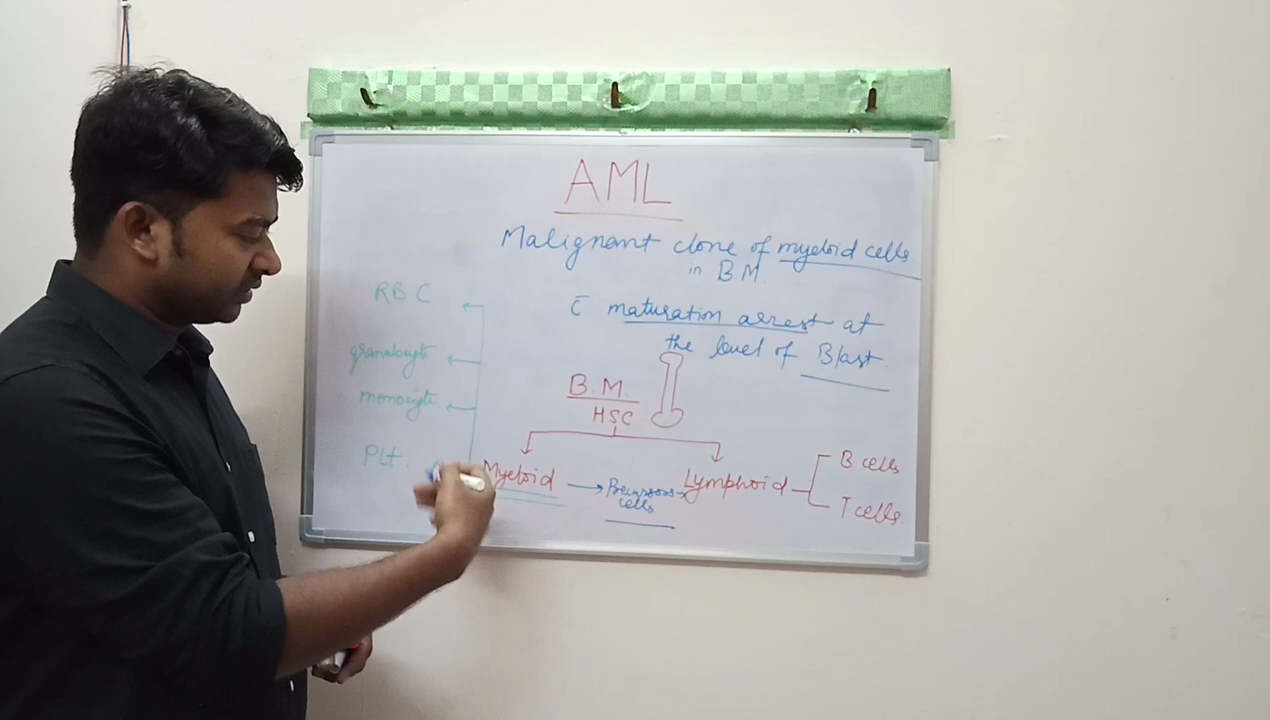 AML
Malignant clone of myeloid cells
in BM.
c̄ maturation arrest at
the level of Blast.
RBC
granulocyte
monocyte
Plt.
B.M.
HSC
Myeloid
Precursors
cells
Lymphoid
B cells
T cells